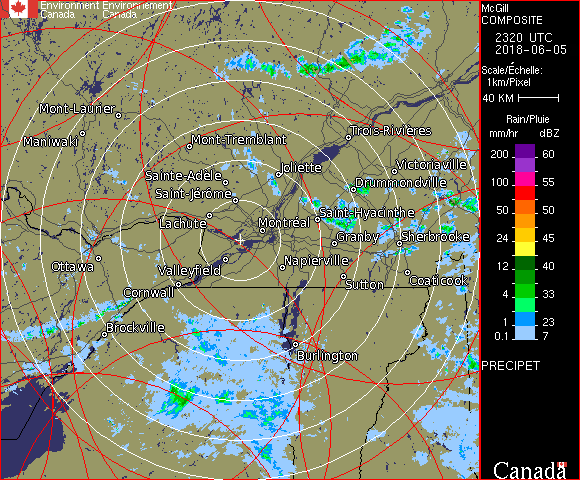 Environment Environnement
Canada Canada
Mont-Laurier
Maniwaki
Mont-Tremblant
Trois-Rivières
Joliette
Victoriaville
Sainte-Adèle
Drummondville
Saint-Jérôme
Saint-Hyacinthe
Lachute
Montréal
Granby
Sherbrooke
Ottawa
Valleyfield
Napierville
Cornwall
Sutton
Coaticook
Brockville
Burlington
McGill
COMPOSITE
2320 UTC
2018-06-05
Scale/Échelle:
1km/Pixel
40 KM
Rain/Pluie
mm/hr dBZ
200 60
100 55
50 50
24 45
12 40
4 33
1 23
0.1 7
PRECIPET
Canada